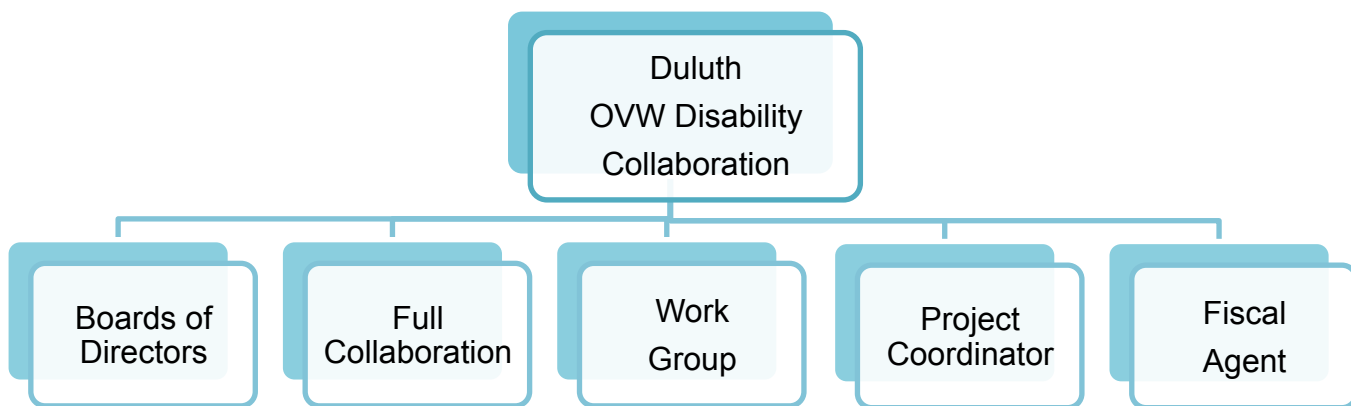 Duluth
OVW Disability
Collaboration
Boards of
Directors
Full
Collaboration
Work
Group
Project
Coordinator
Fiscal
Agent